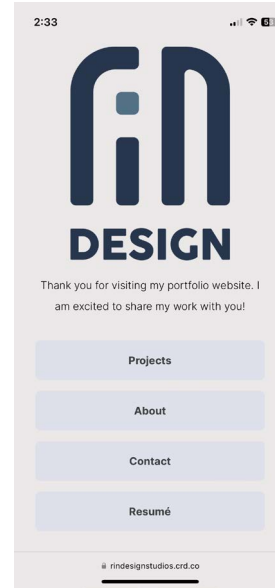 2:33
RIN
DESIGN
Thank you for visiting my portfolio website. I
am excited to share my work with you!
Projects
About
Contact
Resumé
rindesignstudios.crd.co